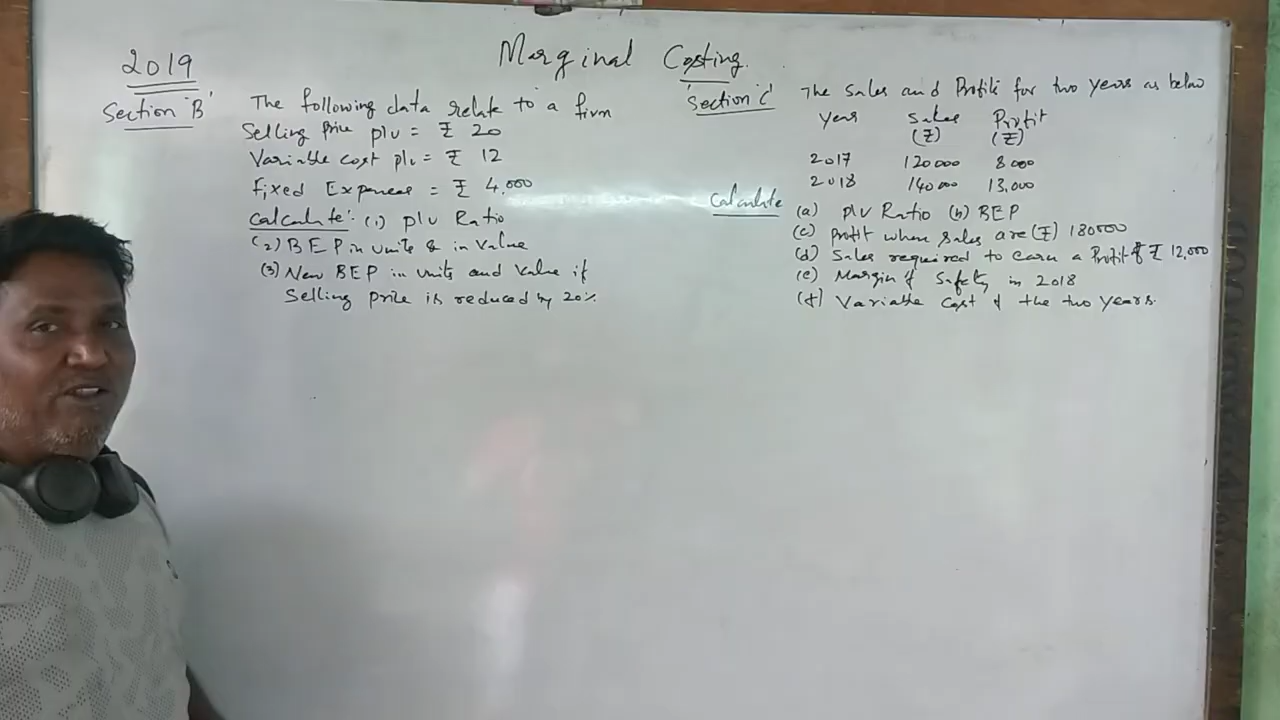 Marginal Costing.
2019
Section 'B'
The following data relate to a firm
Selling Price p/u = ₹ 20
Variable cost p/u = ₹ 12
Fixed Expenses = ₹ 4,000
Calculate: (1) p/v Ratio
(2) BEP in units & in value
(3) New BEP in units and value if
Selling price is reduced by 20%.
'Section 'C'
The Sales and Profits for two years as below
Year Sales (₹) Profit (₹)
2017 120000 8000
2018 140000 13,000
Calculate
(a) p/v Ratio (b) BEP
(c) Profit when sales are (₹) 180000
(d) Sales required to earn a Profit of ₹ 12,000
(e) Margin of Safety in 2018
(f) Variable Cost of the two years.